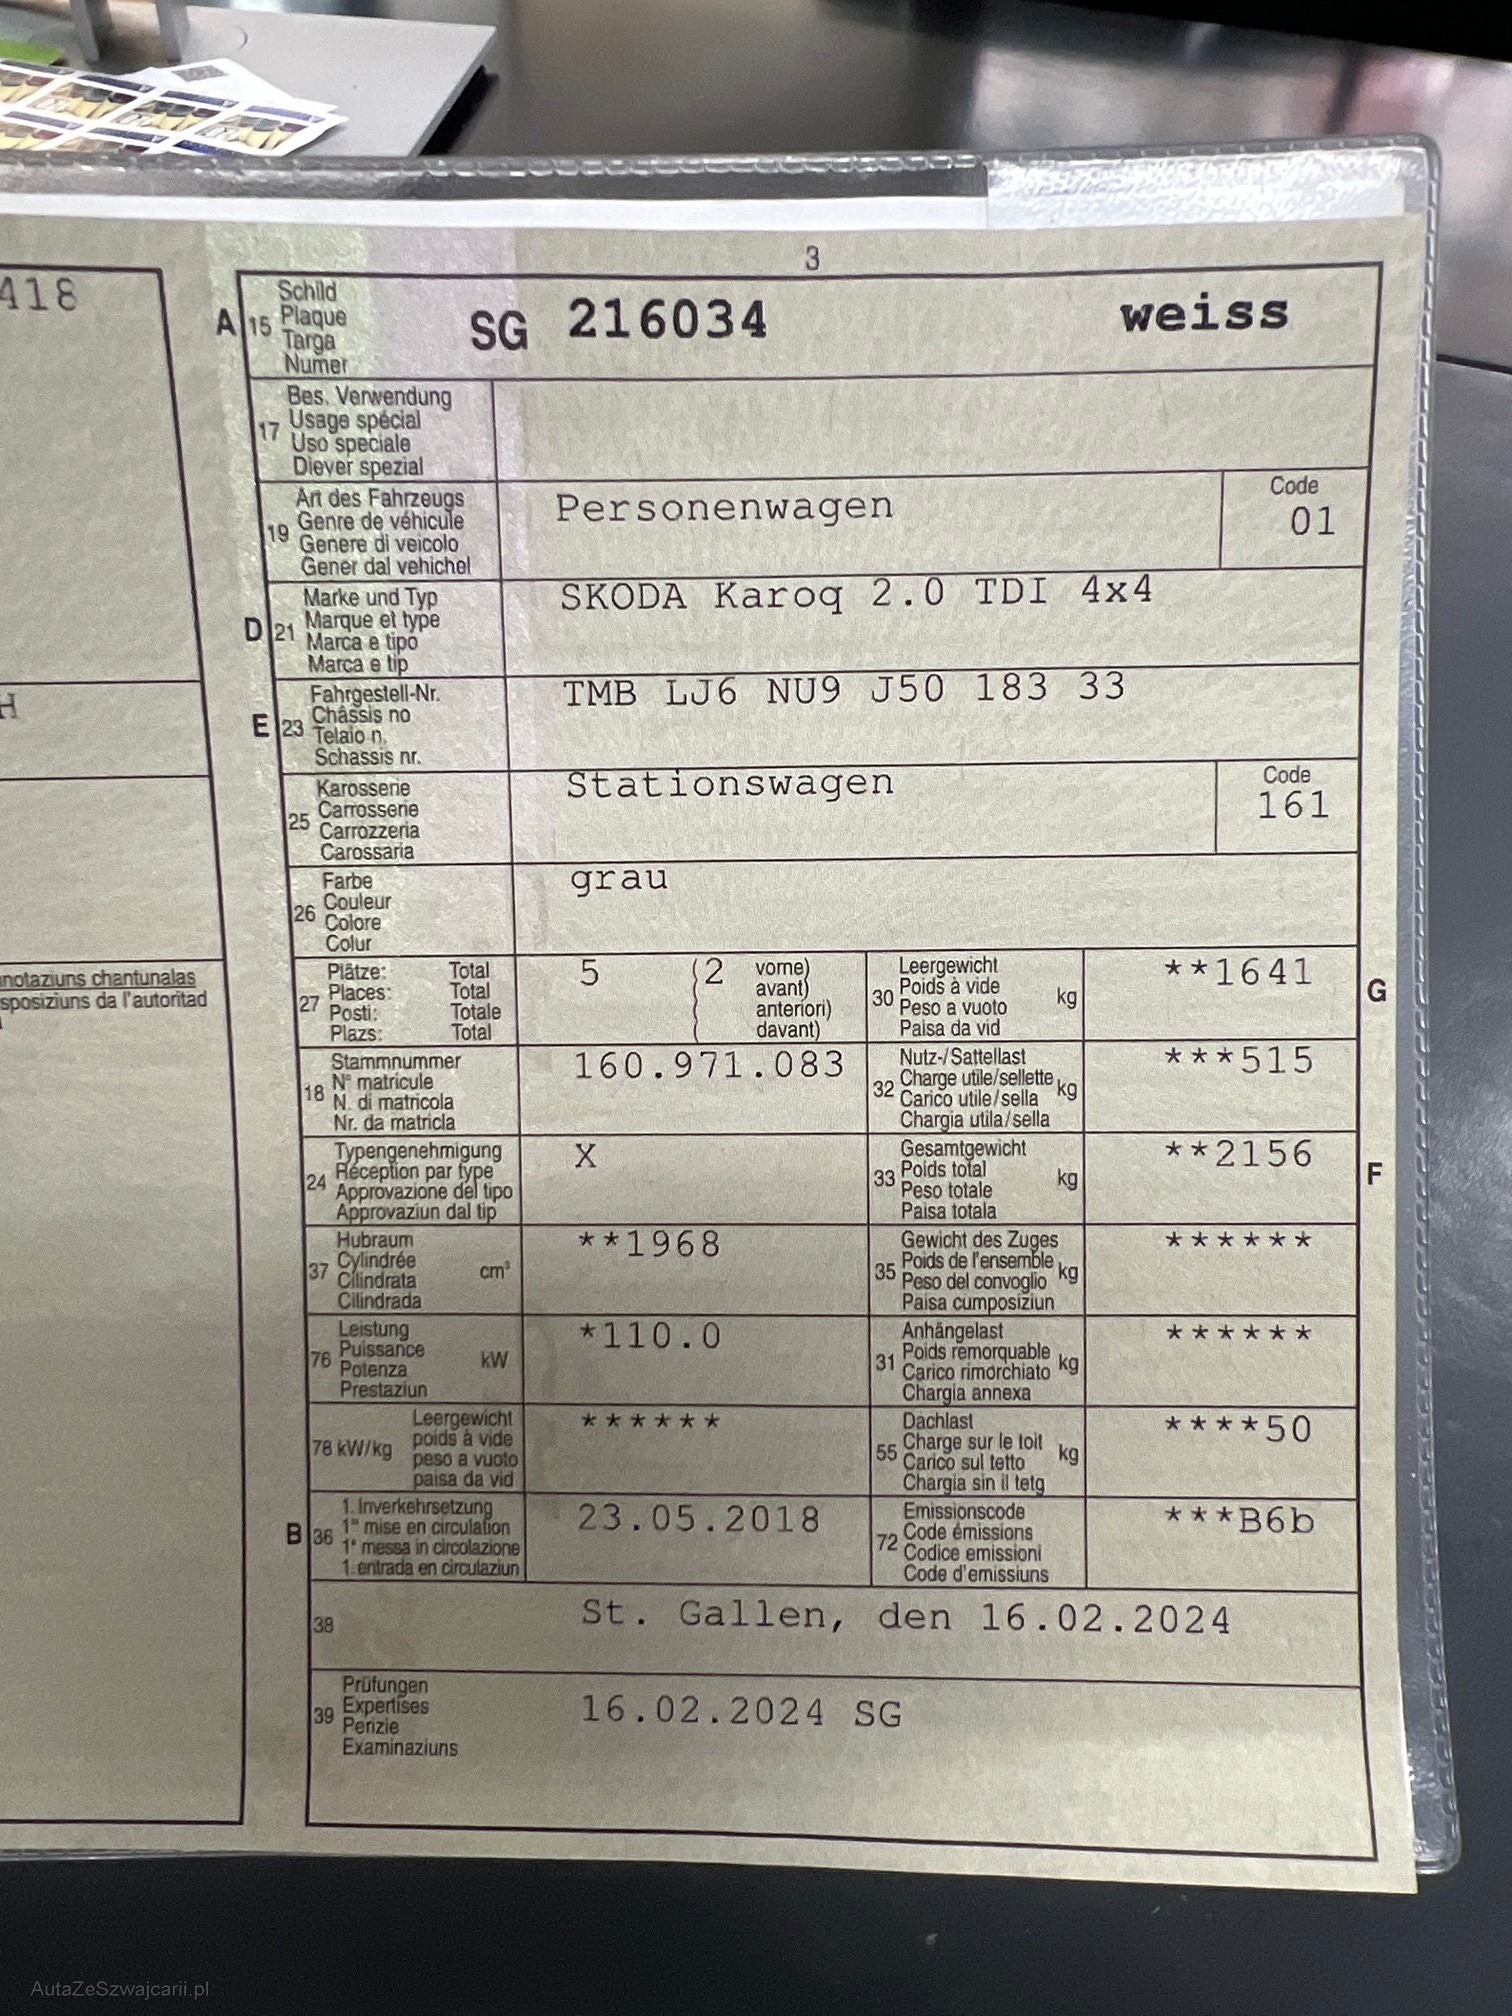 418
H
nnotaziuns chantunalas
sposiziuns da l'autoritad
3
A 15 Schild
Plaque
Targa
Numer
SG 216034 weiss
17 Bes. Verwendung
Usage spécial
Uso speciale
Diever spezial
19 Art des Fahrzeugs
Genre de véhicule
Genere di veicolo
Gener dal vehichel
Personenwagen
Code
01
D 21 Marke und Typ
Marque et type
Marca e tipo
Marca e tip
SKODA Karoq 2.0 TDI 4x4
E 23 Fahrgestell-Nr.
Châssis no
Telaio n.
Schassis nr.
TMB LJ6 NU9 J50 183 33
25 Karosserie
Carrosserie
Carrozzeria
Carossaria
Stationswagen
Code
161
26 Farbe
Couleur
Colore
Colur
grau
27 Plätze: Total
Places: Total
Posti: Totale
Plazs: Total
5 (2 vorne)
avant)
anteriori)
davant)
30 Leergewicht
Poids à vide
Peso a vuoto
Paisa da vid
kg
**1641
G
18 Stammnummer
N° matricule
N. di matricola
Nr. da matricla
160.971.083
32 Nutz-/Sattellast
Charge utile/sellette
Carico utile/sella
Chargia utila/sella
kg
***515
24 Typengenehmigung
Réception par type
Approvazione del tipo
Approvaziun dal tip
X
33 Gesamtgewicht
Poids total
Peso totale
Paisa totala
kg
**2156
F
37 Hubraum
Cylindrée
Cilindrata
Cilindrada
cm³
**1968
35 Gewicht des Zuges
Poids de l'ensemble
Peso del convoglio
Paisa cumposiziun
kg
******
76 Leistung
Puissance
Potenza
Prestaziun
kW
*110.0
31 Anhängelast
Poids remorquable
Carico rimorchiato
Chargia annexa
kg
******
78 kW/kg Leergewicht
poids à vide
peso a vuoto
paisa da vid
******
55 Dachlast
Charge sur le toit
Carico sul tetto
Chargia sin il tetg
kg
****50
B 36 1. Inverkehrsetzung
1re mise en circulation
1a messa in circolazione
1. entrada en circulaziun
23.05.2018
72 Emissionscode
Code émissions
Codice emissioni
Code d'emissiuns
***B6b
38 St. Gallen, den 16.02.2024
39 Prüfungen
Expertises
Perizie
Examinaziuns
16.02.2024 SG
AutaZeSzwajcarii.pl